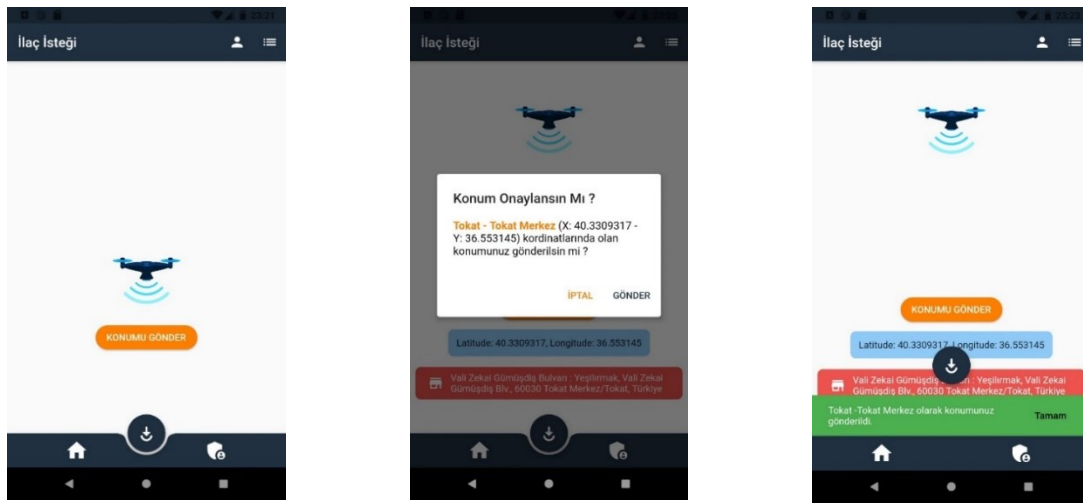 23:21
İlaç İsteği
KONUMU GÖNDER
İlaç İsteği
Konum Onaylansın Mı ?
Tokat - Tokat Merkez (X: 40.3309317 -
Y: 36.553145) kordinatlarında olan
konumunuz gönderilsin mi ?
İPTAL GÖNDER
Latitude: 40.3309317, Longitude: 36.553145
Vali Zekai Gümüşdiş Bulvarı : Yeşilırmak, Vali Zekai
Gümüşdiş Blv., 60030 Tokat Merkez/Tokat, Türkiye
İlaç İsteği
KONUMU GÖNDER
Latitude: 40.3309317, Longitude: 36.553145
Vali Zekai Gümüşdiş : Yeşilırmak, Vali Zekai
Gümüşdiş Blv., 60030 Tokat Merkez/Tokat, Türkiye
Tokat -Tokat Merkez olarak konumunuz
gönderildi.
Tamam